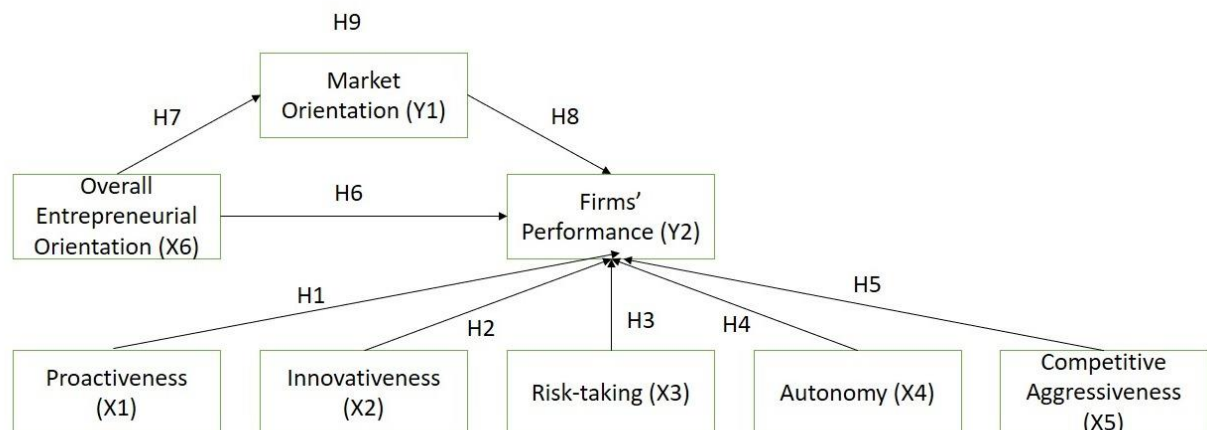 H9
Market
Orientation (Y1)
H7
H8
Overall
Entrepreneurial
Orientation (X6)
H6
Firms’
Performance (Y2)
H1
H2
H3
H4
H5
Proactiveness
(X1)
Innovativeness
(X2)
Risk-taking (X3)
Autonomy (X4)
Competitive
Aggressiveness
(X5)